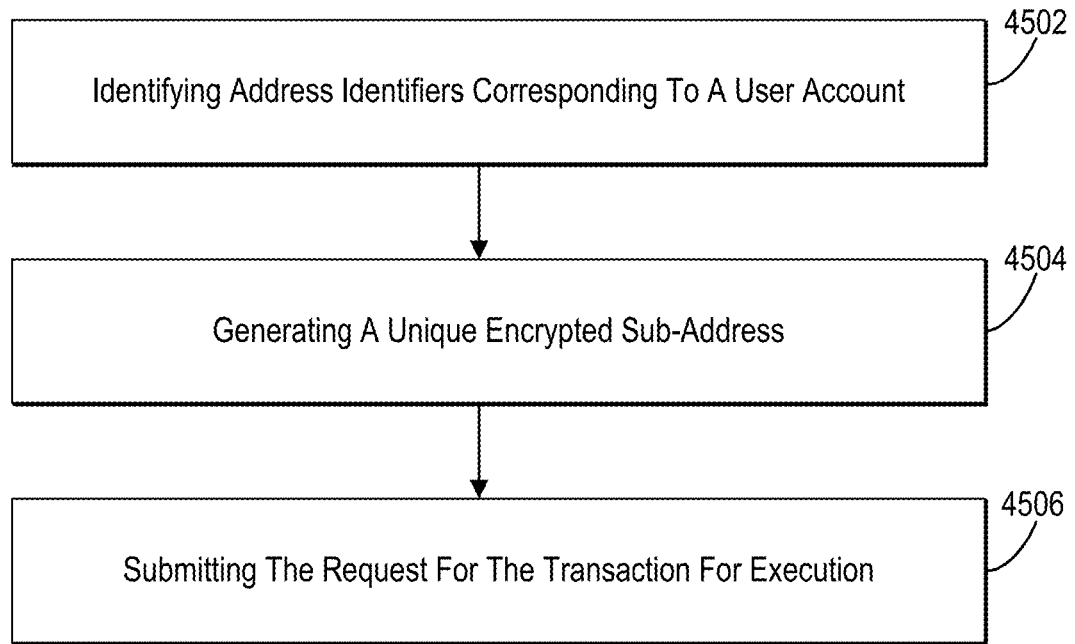 4502
Identifying Address Identifiers Corresponding To A User Account
4504
Generating A Unique Encrypted Sub-Address
4506
Submitting The Request For The Transaction For Execution